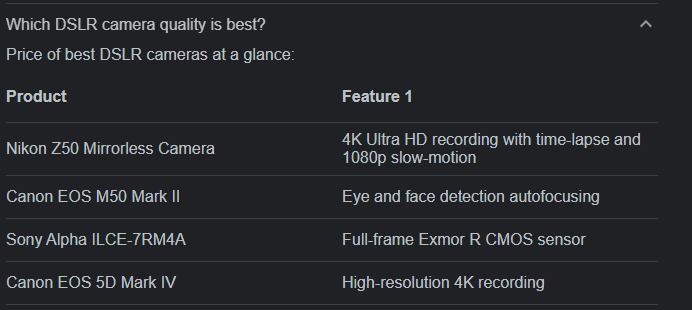 Which DSLR camera quality is best?
Price of best DSLR cameras at a glance:
Product Feature 1
Nikon Z50 Mirrorless Camera 4K Ultra HD recording with time-lapse and
1080p slow-motion
Canon EOS M50 Mark II Eye and face detection autofocusing
Sony Alpha ILCE-7RM4A Full-frame Exmor R CMOS sensor
Canon EOS 5D Mark IV High-resolution 4K recording